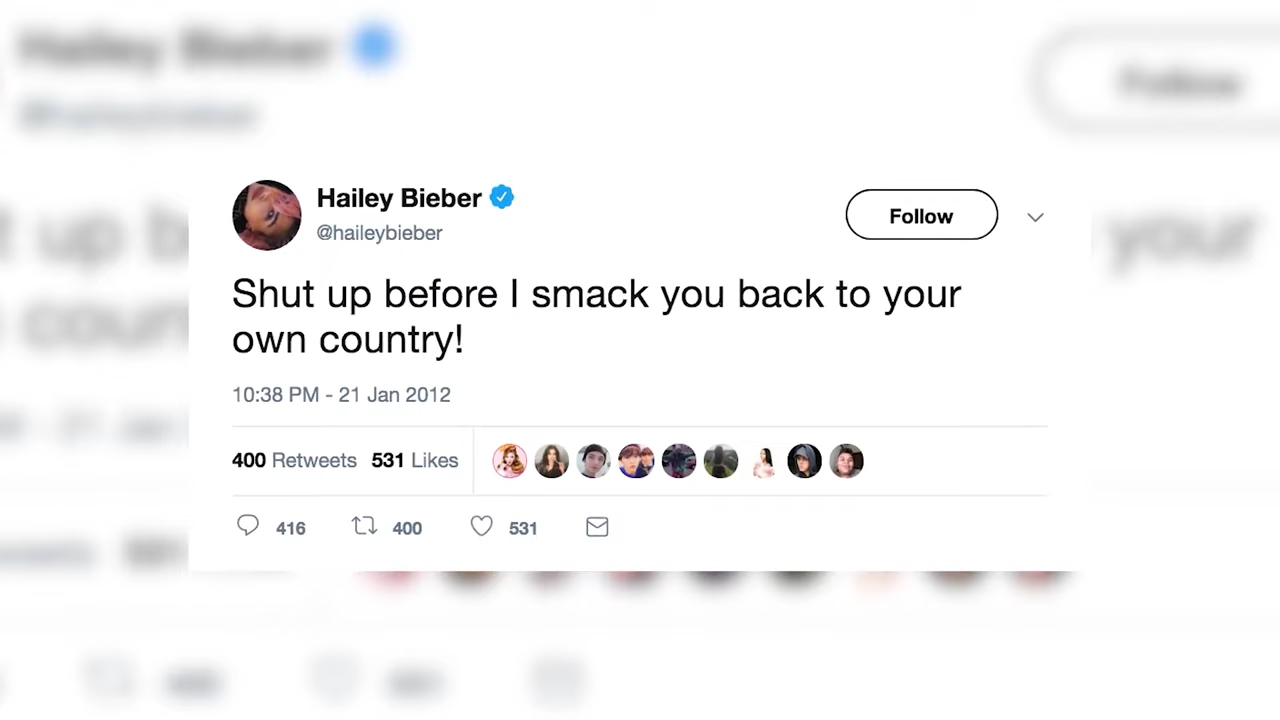 Hailey Bieber
@haileybieber
Follow
Shut up before I smack you back to your
own country!
10:38 PM - 21 Jan 2012
400 Retweets 531 Likes
416 400 531